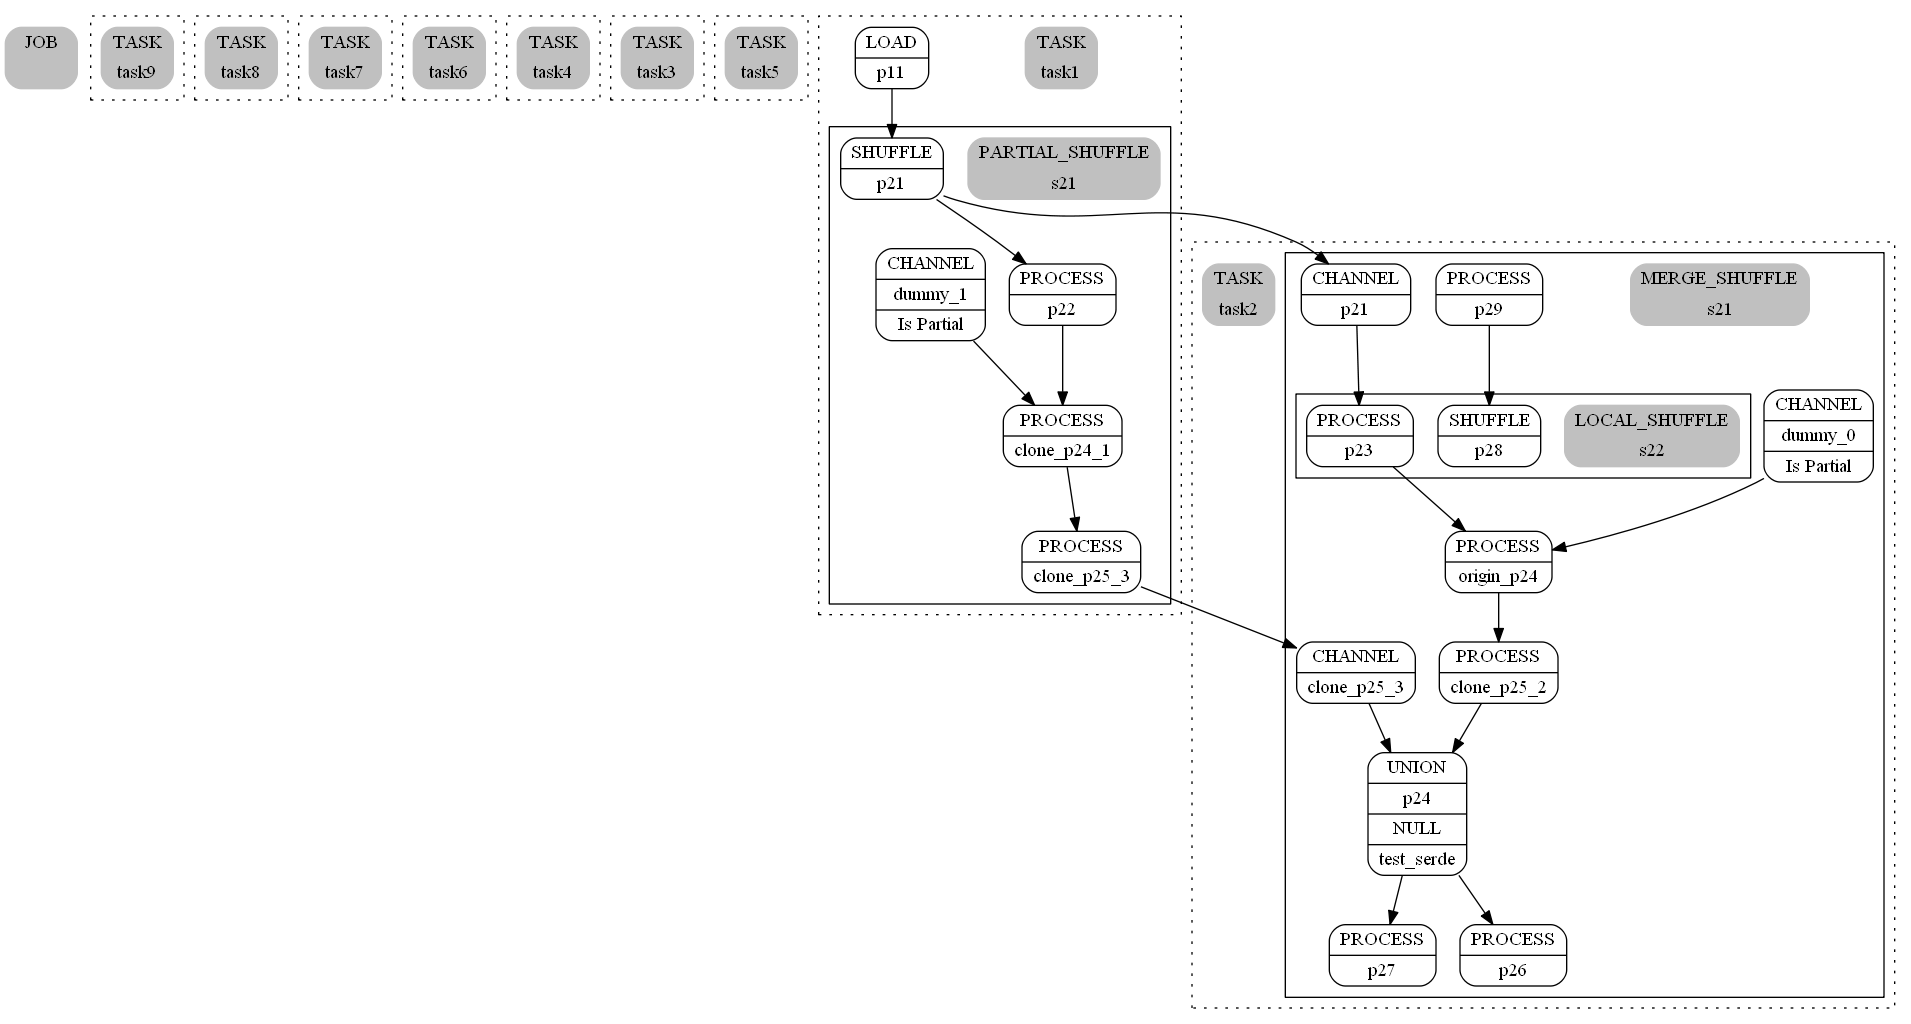 JOB
TASK
task9
TASK
task8
TASK
task7
TASK
task6
TASK
task4
TASK
task3
TASK
task5
LOAD
p11
TASK
task1
SHUFFLE
p21
PARTIAL_SHUFFLE
s21
CHANNEL
dummy_1
Is Partial
PROCESS
p22
PROCESS
clone_p24_1
PROCESS
clone_p25_3
TASK
task2
CHANNEL
p21
PROCESS
p29
MERGE_SHUFFLE
s21
PROCESS
p23
SHUFFLE
p28
LOCAL_SHUFFLE
s22
CHANNEL
dummy_0
Is Partial
PROCESS
origin_p24
CHANNEL
clone_p25_3
PROCESS
clone_p25_2
UNION
p24
NULL
test_serde
PROCESS
p27
PROCESS
p26